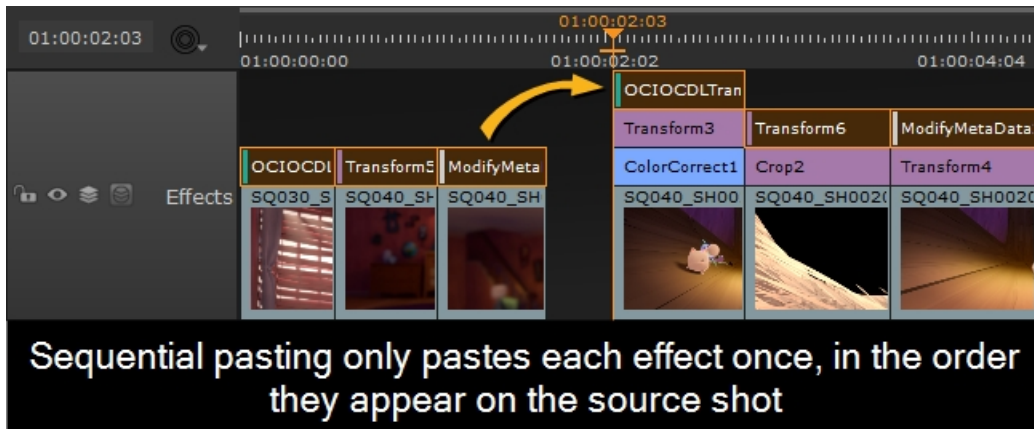 01:00:02:03
01:00:02:03
01:00:00:00
01:00:02:02
01:00:04:04
OCIOCDLTran
Transform3
Transform6
ModifyMetaData
OCIOCDL
Transform5
ModifyMeta
ColorCorrect1
Crop2
Transform4
Effects
SQ030_S
SQ040_SH
SQ040_SH
SQ040_SH00
SQ040_SH002(
SQ040_SH0020
Sequential pasting only pastes each effect once, in the order
they appear on the source shot